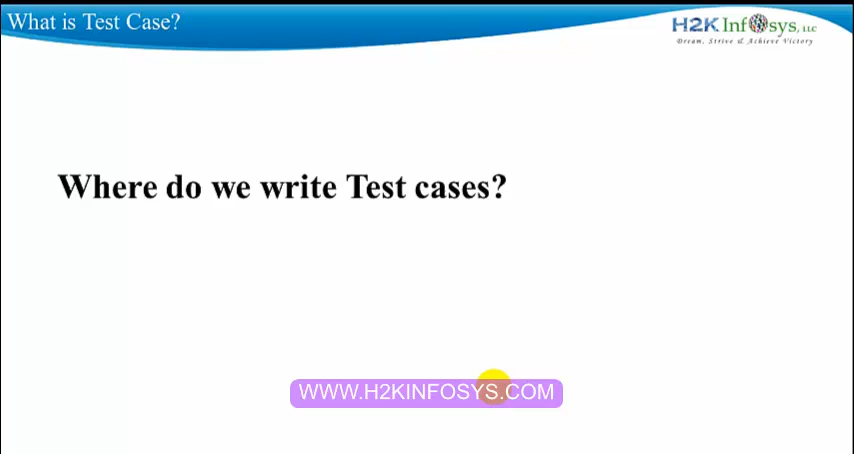 What is Test Case?
H2K Infosys, LLC
Dream, Strive & Achieve Victory
Where do we write Test cases?
WWW.H2KINFOSYS.COM